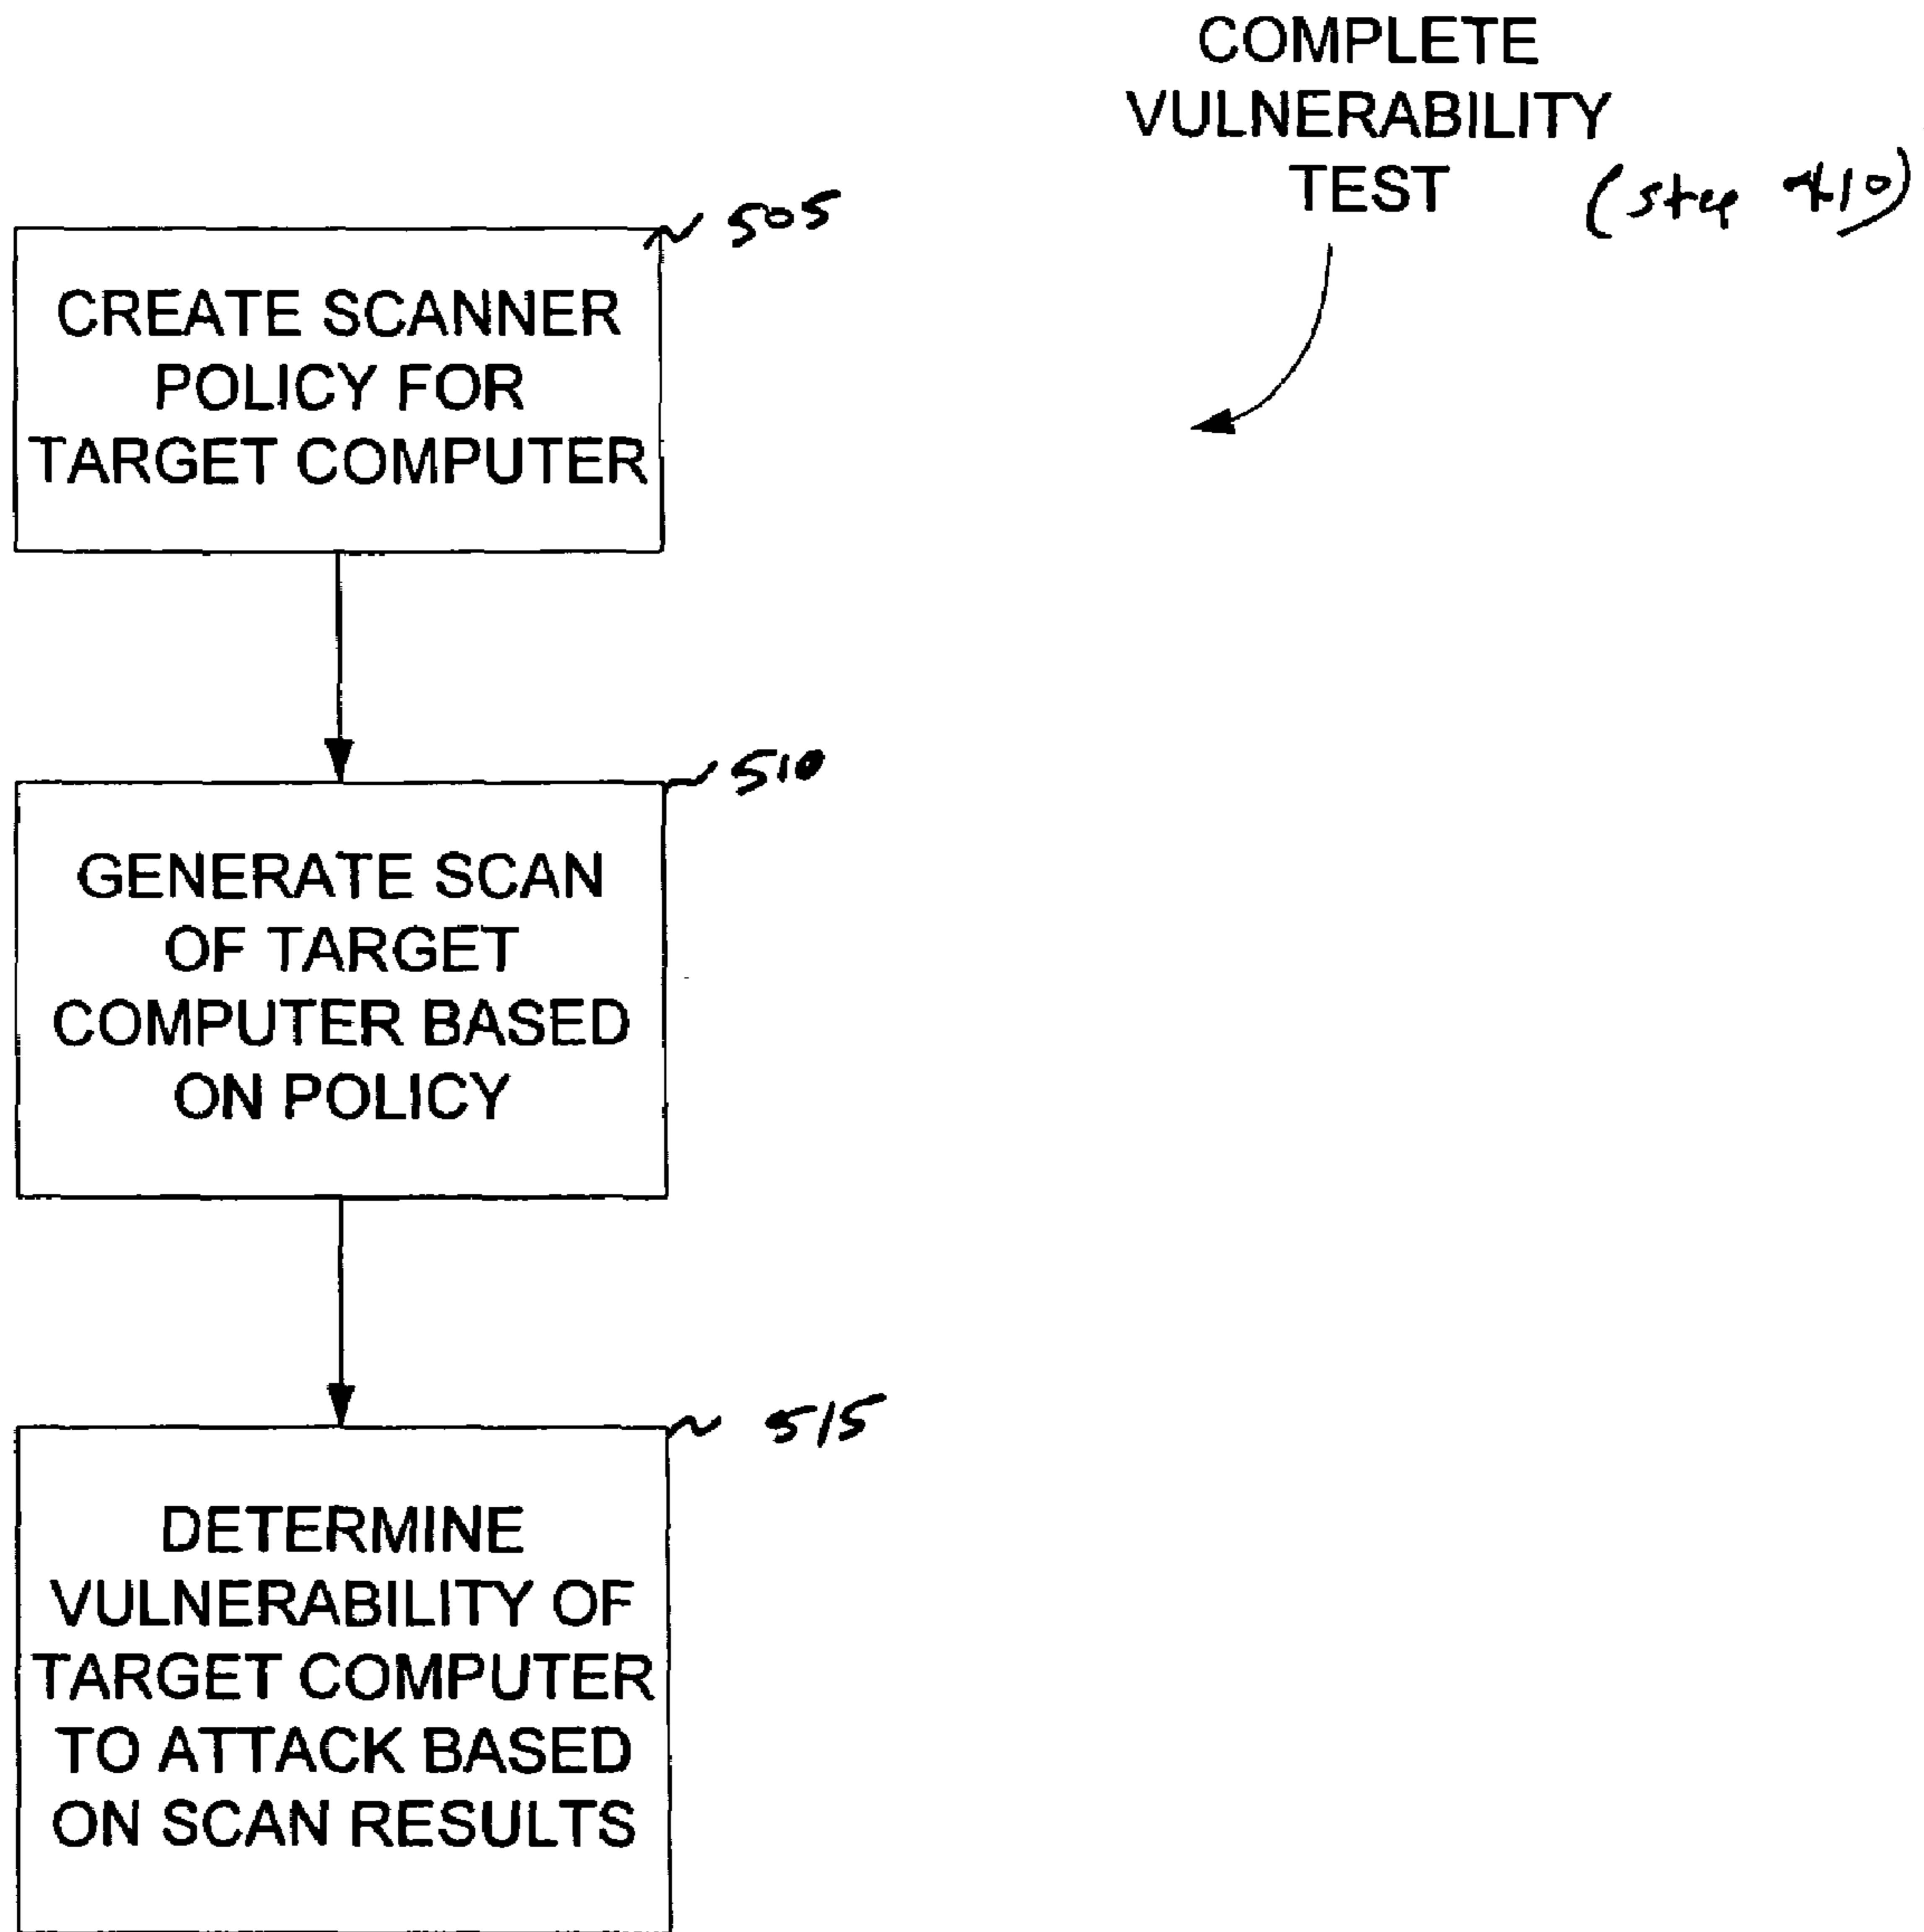 COMPLETE
VULNERABILITY
TEST (step 410)
505
CREATE SCANNER
POLICY FOR
TARGET COMPUTER
510
GENERATE SCAN
OF TARGET
COMPUTER BASED
ON POLICY
515
DETERMINE
VULNERABILITY OF
TARGET COMPUTER
TO ATTACK BASED
ON SCAN RESULTS